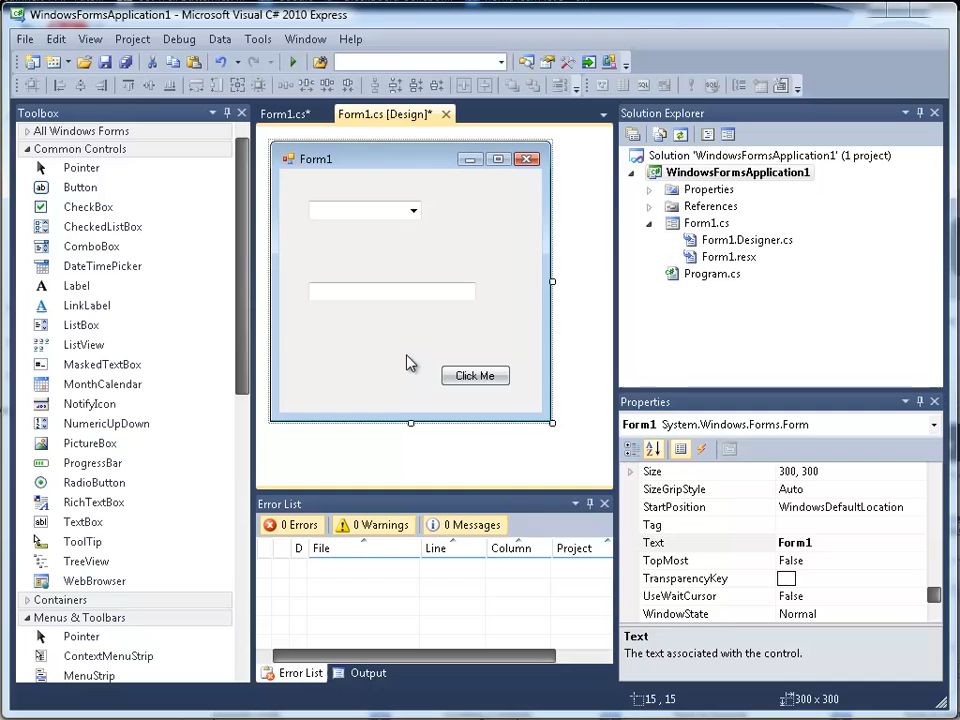 WindowsFormsApplication1 - Microsoft Visual C# 2010 Express
File Edit View Project Debug Data Tools Window Help
Toolbox
All Windows Forms
Common Controls
Pointer
Button
CheckBox
CheckedListBox
ComboBox
DateTimePicker
Label
LinkLabel
ListBox
ListView
MaskedTextBox
MonthCalendar
NotifyIcon
NumericUpDown
PictureBox
ProgressBar
RadioButton
RichTextBox
TextBox
ToolTip
TreeView
WebBrowser
Containers
Menus & Toolbars
Pointer
ContextMenuStrip
MenuStrip
Form1.cs* Form1.cs [Design]*
Form1
Click Me
Error List
0 Errors 0 Warnings 0 Messages
D File Line Column Project
Error List Output
Solution Explorer
Solution 'WindowsFormsApplication1' (1 project)
WindowsFormsApplication1
Properties
References
Form1.cs
Form1.Designer.cs
Form1.resx
Program.cs
Properties
Form1 System.Windows.Forms.Form
Size 300, 300
SizeGripStyle Auto
StartPosition WindowsDefaultLocation
Tag
Text Form1
TopMost False
TransparencyKey
UseWaitCursor False
WindowState Normal
Text
The text associated with the control.
15 , 15 300 x 300